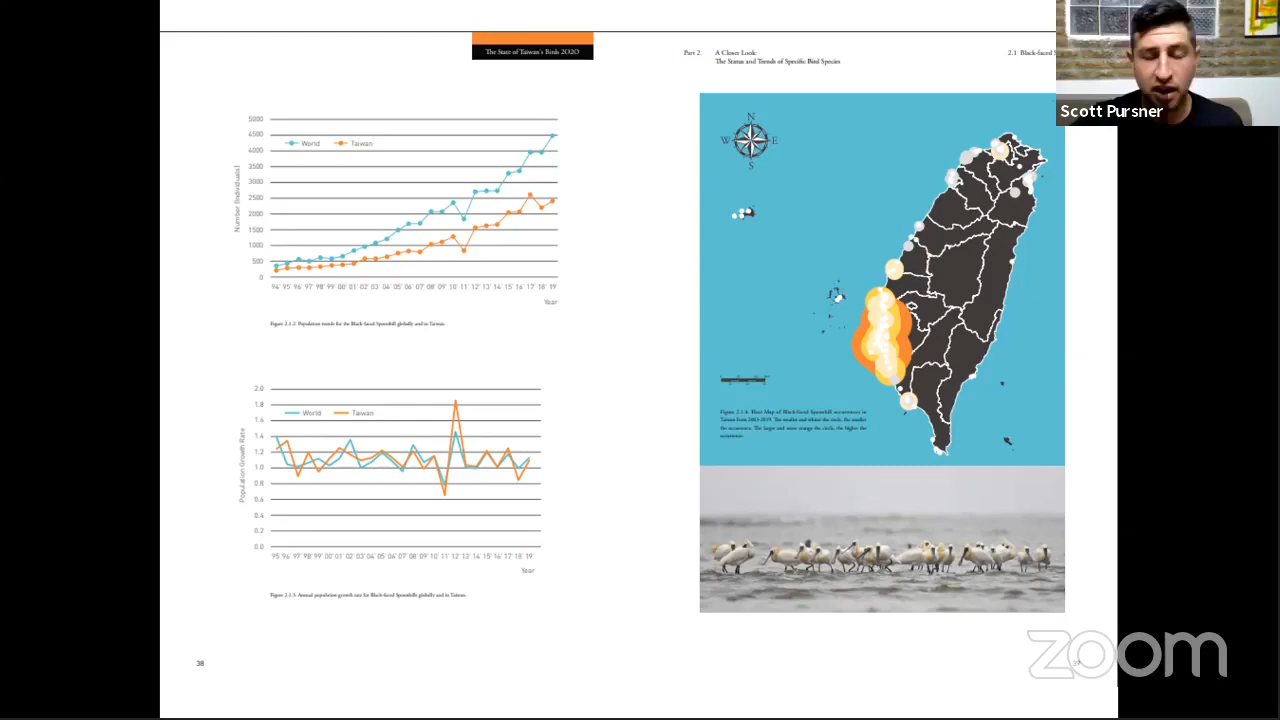 The State of Taiwan's Birds 2020
Part 2.
A Closer Look:
The Status and Trends of Specific Bird Species
2.1 Black-faced S
Scott Pursner
5000
4500
4000
3500
3000
2500
2000
1500
1000
500
0
Number (Individuals)
World
Taiwan
94' 95' 96' 97' 98' 99' 00' 01' 02' 03' 04' 05' 06' 07' 08' 09' 10' 11' 12' 13' 14' 15' 16' 17' 18' 19'
Year
Figure 2.1.2. Population trends for the Black-faced Spoonbill globally and in Taiwan.
2.0
1.8
1.6
1.4
1.2
1.0
0.8
0.6
0.4
0.2
0.0
Population Growth Rate
World
Taiwan
95' 96' 97' 98' 99' 00' 01' 02' 03' 04' 05' 06' 07' 08' 09' 10' 11' 12' 13' 14' 15' 16' 17' 18' 19'
Year
Figure 2.1.3. Annual population growth rate for Black-faced Spoonbills globally and in Taiwan.
N
W
E
S
Figure 2.1.4. Heat Map of Black-faced Spoonbill occurrences in
Taiwan from 2003-2019. The smaller and whiter the circle, the smaller
the occurrence. The larger and more orange the circle, the higher the
occurrence.
38
39
zoom